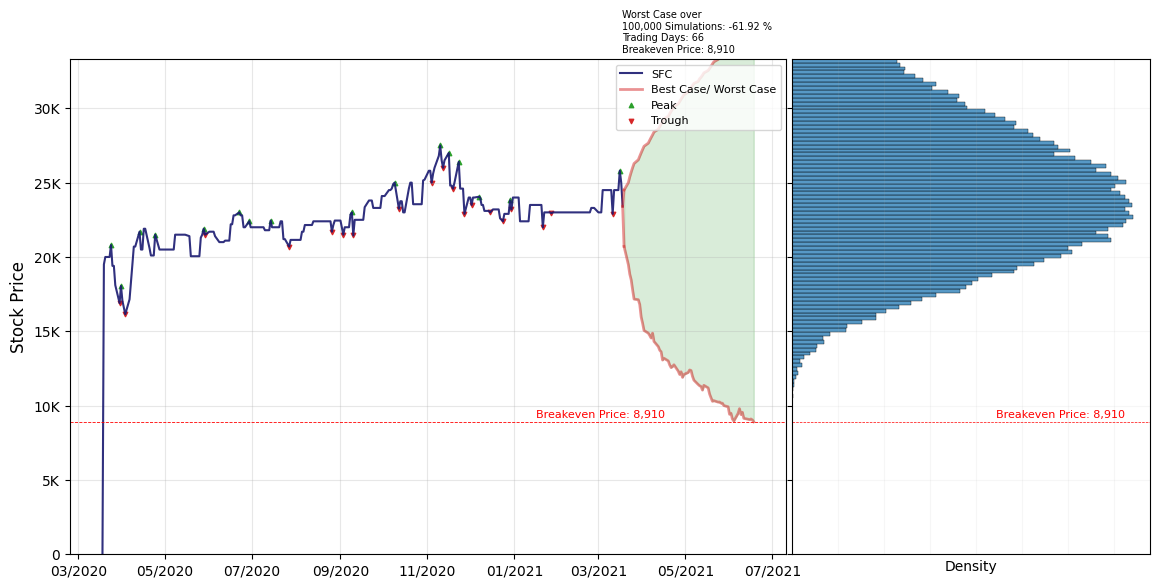 Worst Case over
100,000 Simulations: -61.92 %
Trading Days: 66
Breakeven Price: 8,910
SFC
Best Case/ Worst Case
Peak
Trough
Stock Price
30K
25K
20K
15K
10K
5K
0
Breakeven Price: 8,910
Breakeven Price: 8,910
03/2020 05/2020 07/2020 09/2020 11/2020 01/2021 03/2021 05/2021 07/2021
Density